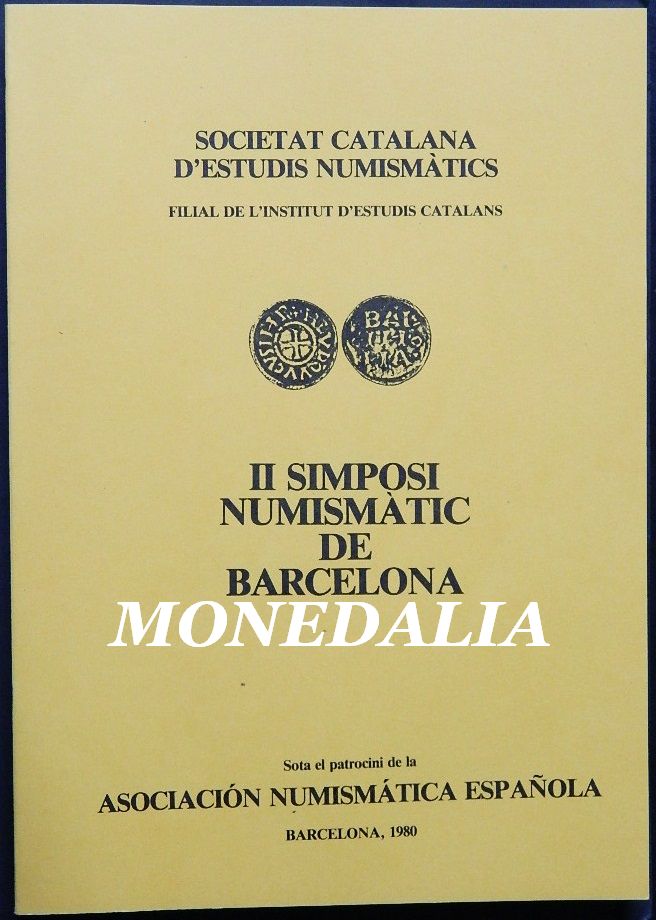 SOCIETAT CATALANA
D'ESTUDIS NUMISMÀTICS
FILIAL DE L'INSTITUT D'ESTUDIS CATALANS
BAI
II SIMPOSI
NUMISMÀTIC
DE
BARCELONA
MONEDALIA
Sota el patrocini de la
ASOCIACIÓN NUMISMÁTICA ESPAÑOLA
BARCELONA, 1980